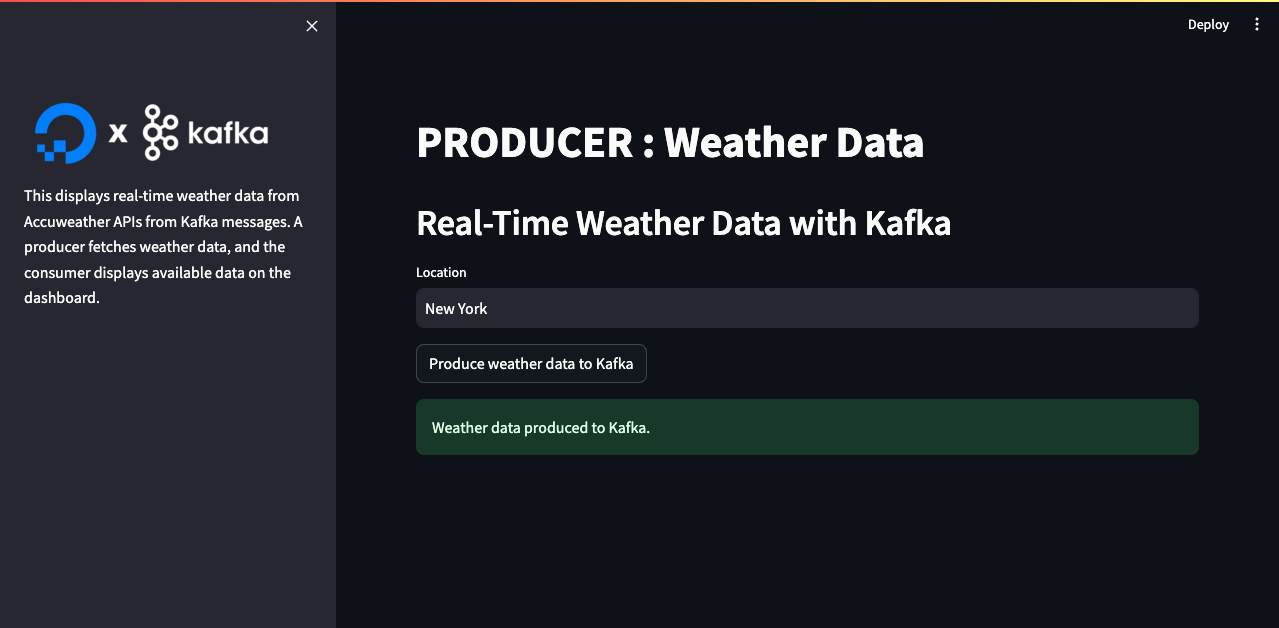 x kafka
This displays real-time weather data from
Accuweather APIs from Kafka messages. A
producer fetches weather data, and the
consumer displays available data on the
dashboard.
Deploy
PRODUCER : Weather Data
Real-Time Weather Data with Kafka
Location
New York
Produce weather data to Kafka
Weather data produced to Kafka.